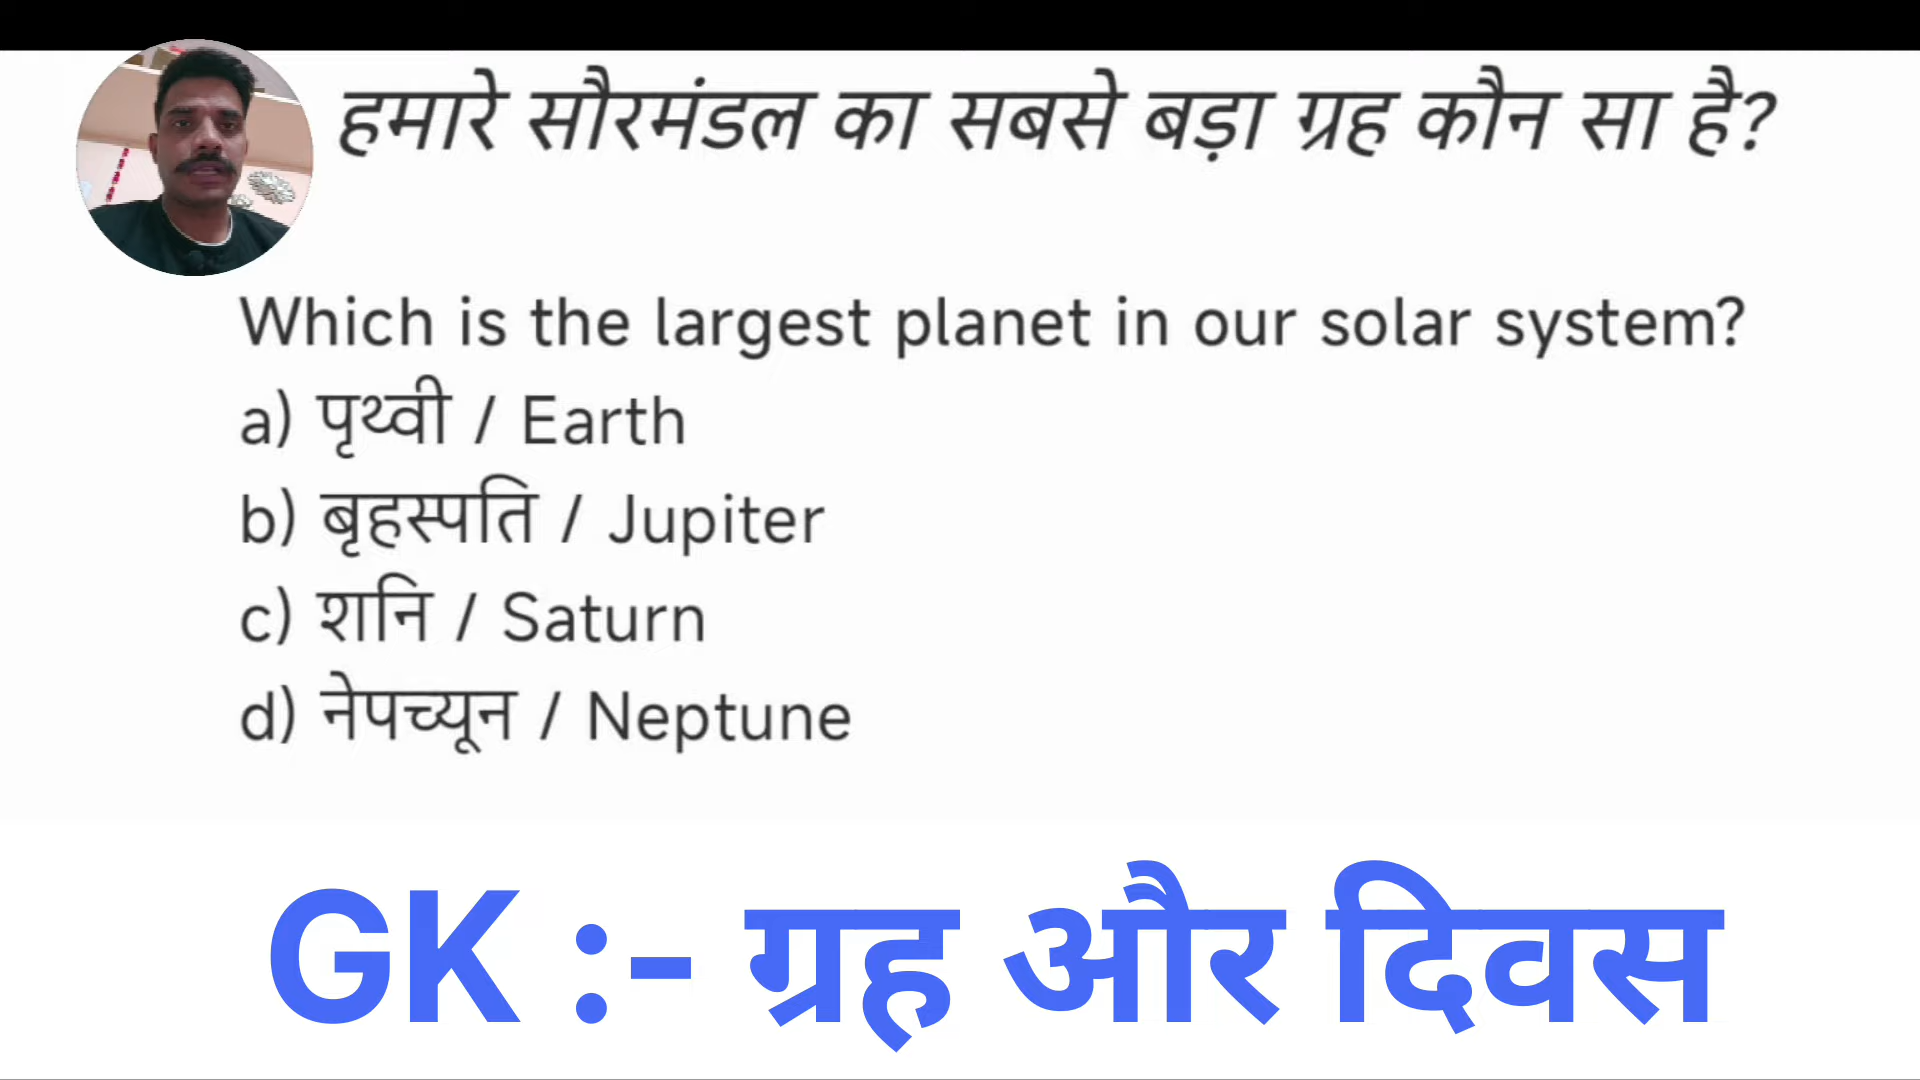 हमारे सौरमंडल का सबसे बड़ा ग्रह कौन सा है?
Which is the largest planet in our solar system?
a) पृथ्वी / Earth
b) बृहस्पति / Jupiter
c) शनि / Saturn
d) नेपच्यून / Neptune
GK :- ग्रह और दिवस